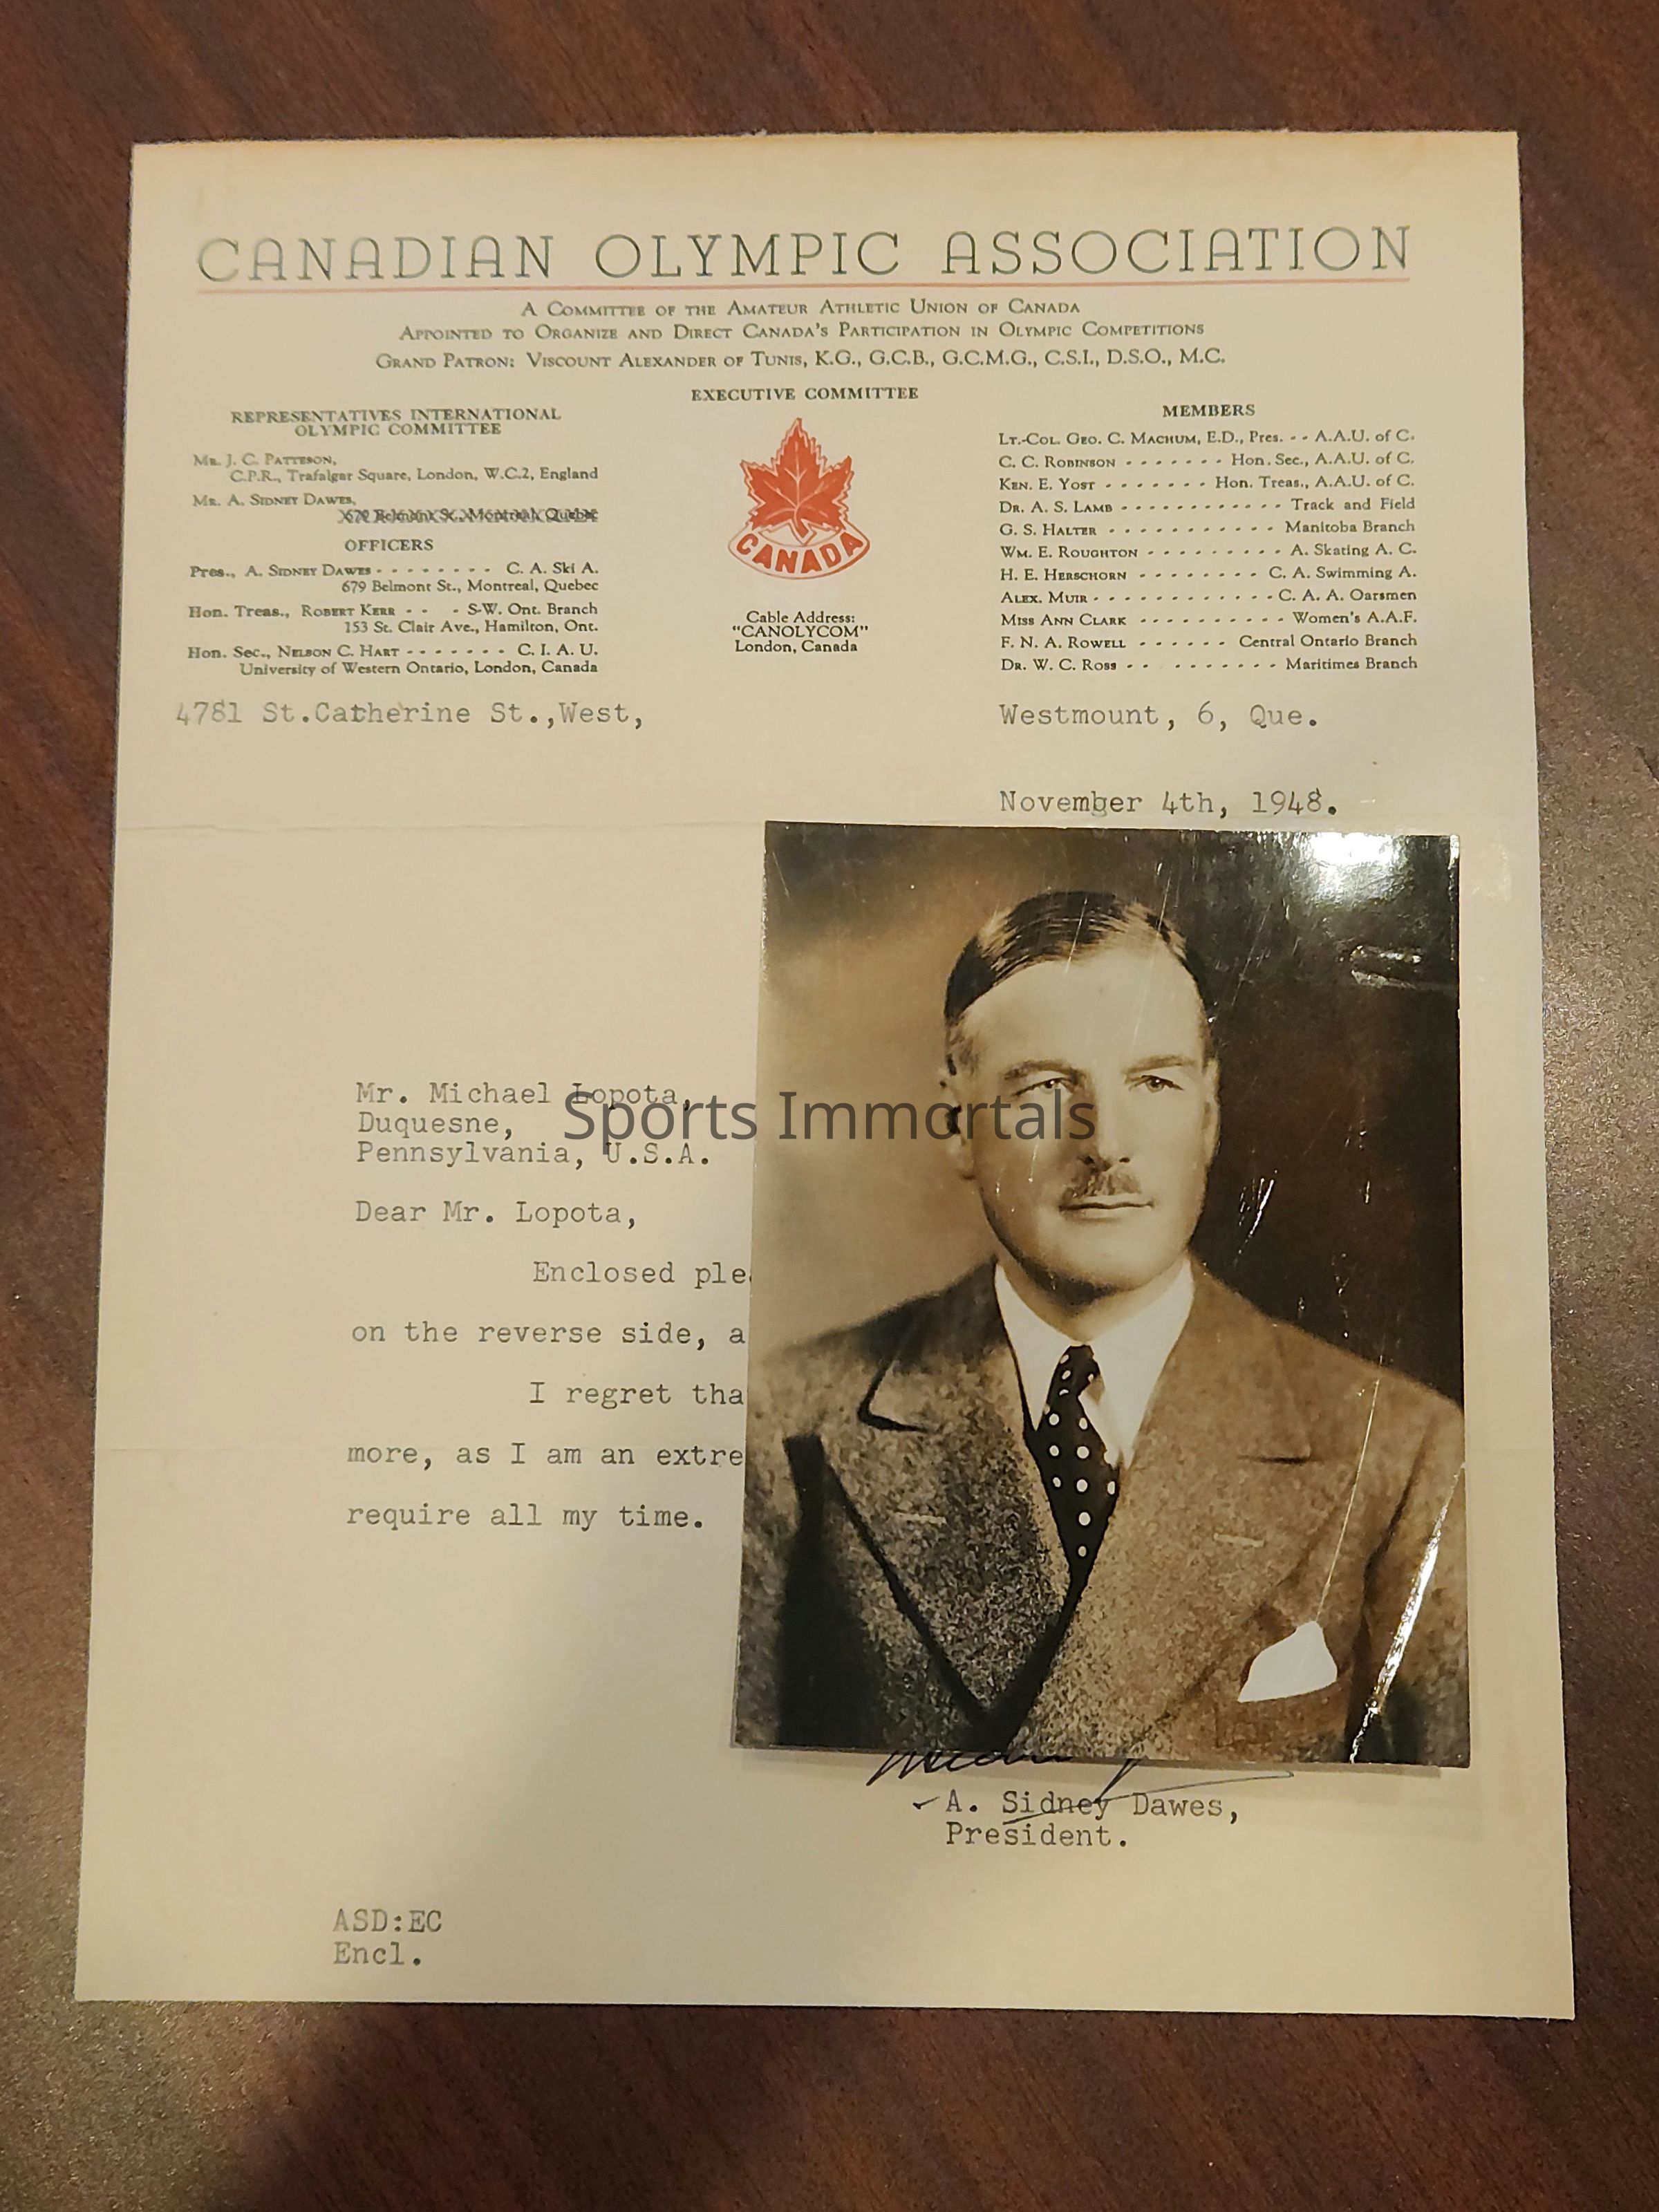 CANADIAN OLYMPIC ASSOCIATION
A COMMITTEE OF THE AMATEUR ATHLETIC UNION OF CANADA
APPOINTED TO ORGANIZE AND DIRECT CANADA'S PARTICIPATION IN OLYMPIC COMPETITIONS
GRAND PATRON: VISCOUNT ALEXANDER OF TUNIS, K.G., G.C.B., G.C.M.G., C.S.I., D.S.O., M.C.
EXECUTIVE COMMITTEE
REPRESENTATIVES INTERNATIONAL
OLYMPIC COMMITTEE
MR. J. C. PATTESON,
C.P.R., Trafalgar Square, London, W.C.2, England
MR. A. SIDNEY DAWES,
679 Belmont St., Montreal, Quebec
OFFICERS
Pres., A. SIDNEY DAWES - - - - - - - - C. A. Ski A.
679 Belmont St., Montreal, Quebec
Hon. Treas., ROBERT KERR - - - S-W. Ont. Branch
153 St. Clair Ave., Hamilton, Ont.
Hon. Sec., NELSON C. HART - - - - - - - C. I. A. U.
University of Western Ontario, London, Canada
CANADA
Cable Address:
"CANOLYCOM"
London, Canada
MEMBERS
LT.-COL. GEO. C. MACHUM, E.D., Pres. - - A.A.U. of C.
C. C. ROBINSON - - - - - - - Hon. Sec., A.A.U. of C.
KEN. E. YOST - - - - - - - Hon. Treas., A.A.U. of C.
DR. A. S. LAMB - - - - - - - - - - - - Track and Field
G. S. HALTER - - - - - - - - - - - Manitoba Branch
WM. E. ROUGHTON - - - - - - - - - A. Skating A. C.
H. E. HERSCHORN - - - - - - - - C. A. Swimming A.
ALEX. MUIR - - - - - - - - - - - - C. A. A. Oarsmen
MISS ANN CLARK - - - - - - - - - - Women's A.A.F.
F. N. A. ROWELL - - - - - - Central Ontario Branch
DR. W. C. ROSS - - - - - - - - - - Maritimes Branch
4781 St.Catherine St.,West,
Westmount, 6, Que.
November 4th, 1948.
Mr. Michael Lopota,
Duquesne,
Pennsylvania, U.S.A.
Sports Immortals
Dear Mr. Lopota,
Enclosed plea
on the reverse side, a
I regret tha
more, as I am an extre
require all my time.
A. Sidney Dawes,
President.
ASD:EC
Encl.